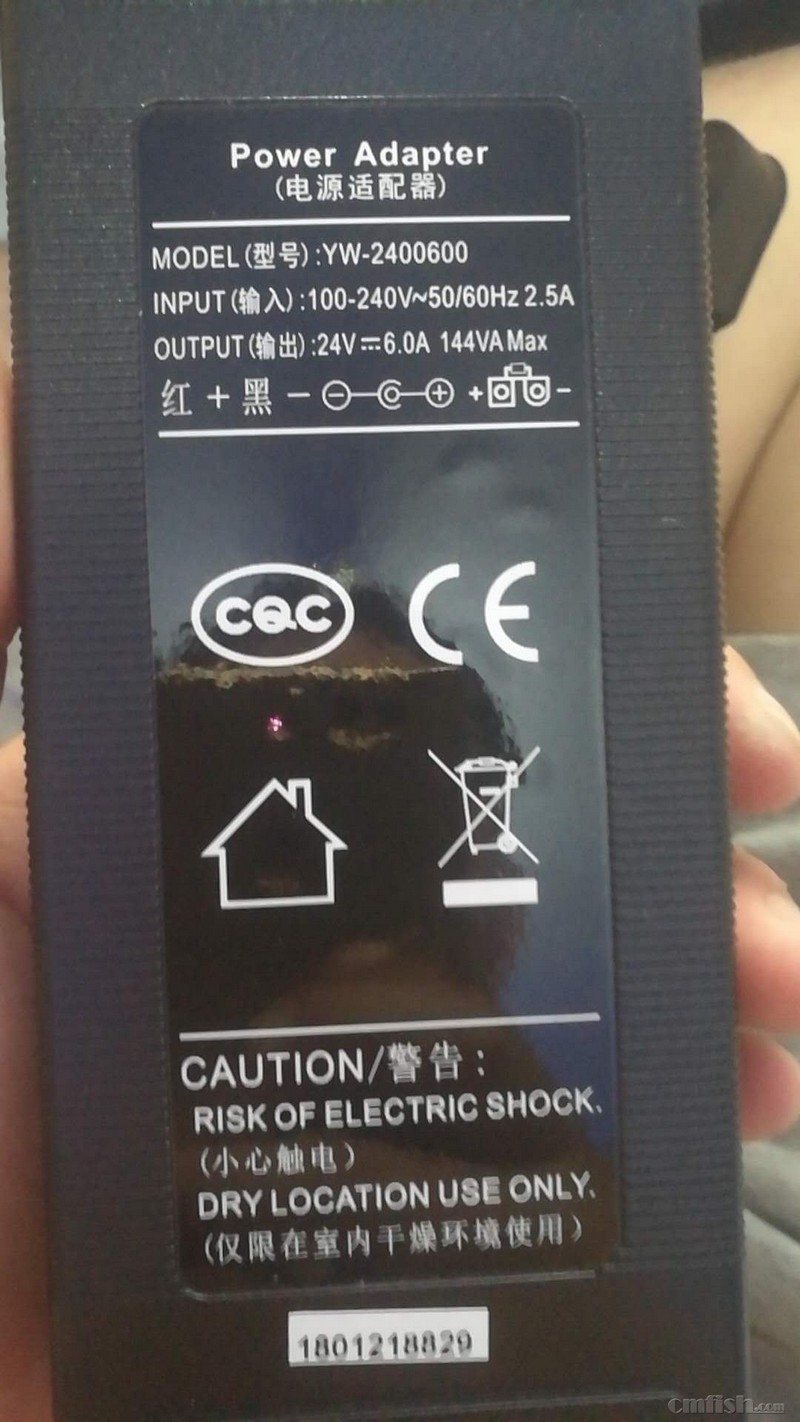 Power Adapter
(电源适配器)
MODEL(型号):YW-2400600
INPUT(输入):100-240V~50/60Hz 2.5A
OUTPUT(输出):24V⎓6.0A 144VA Max
红 + 黑 − − + + −
CQC CE
CAUTION/警告:
RISK OF ELECTRIC SHOCK.
(小心触电)
DRY LOCATION USE ONLY.
(仅限在室内干燥环境使用)
1801218829
cmfish.com